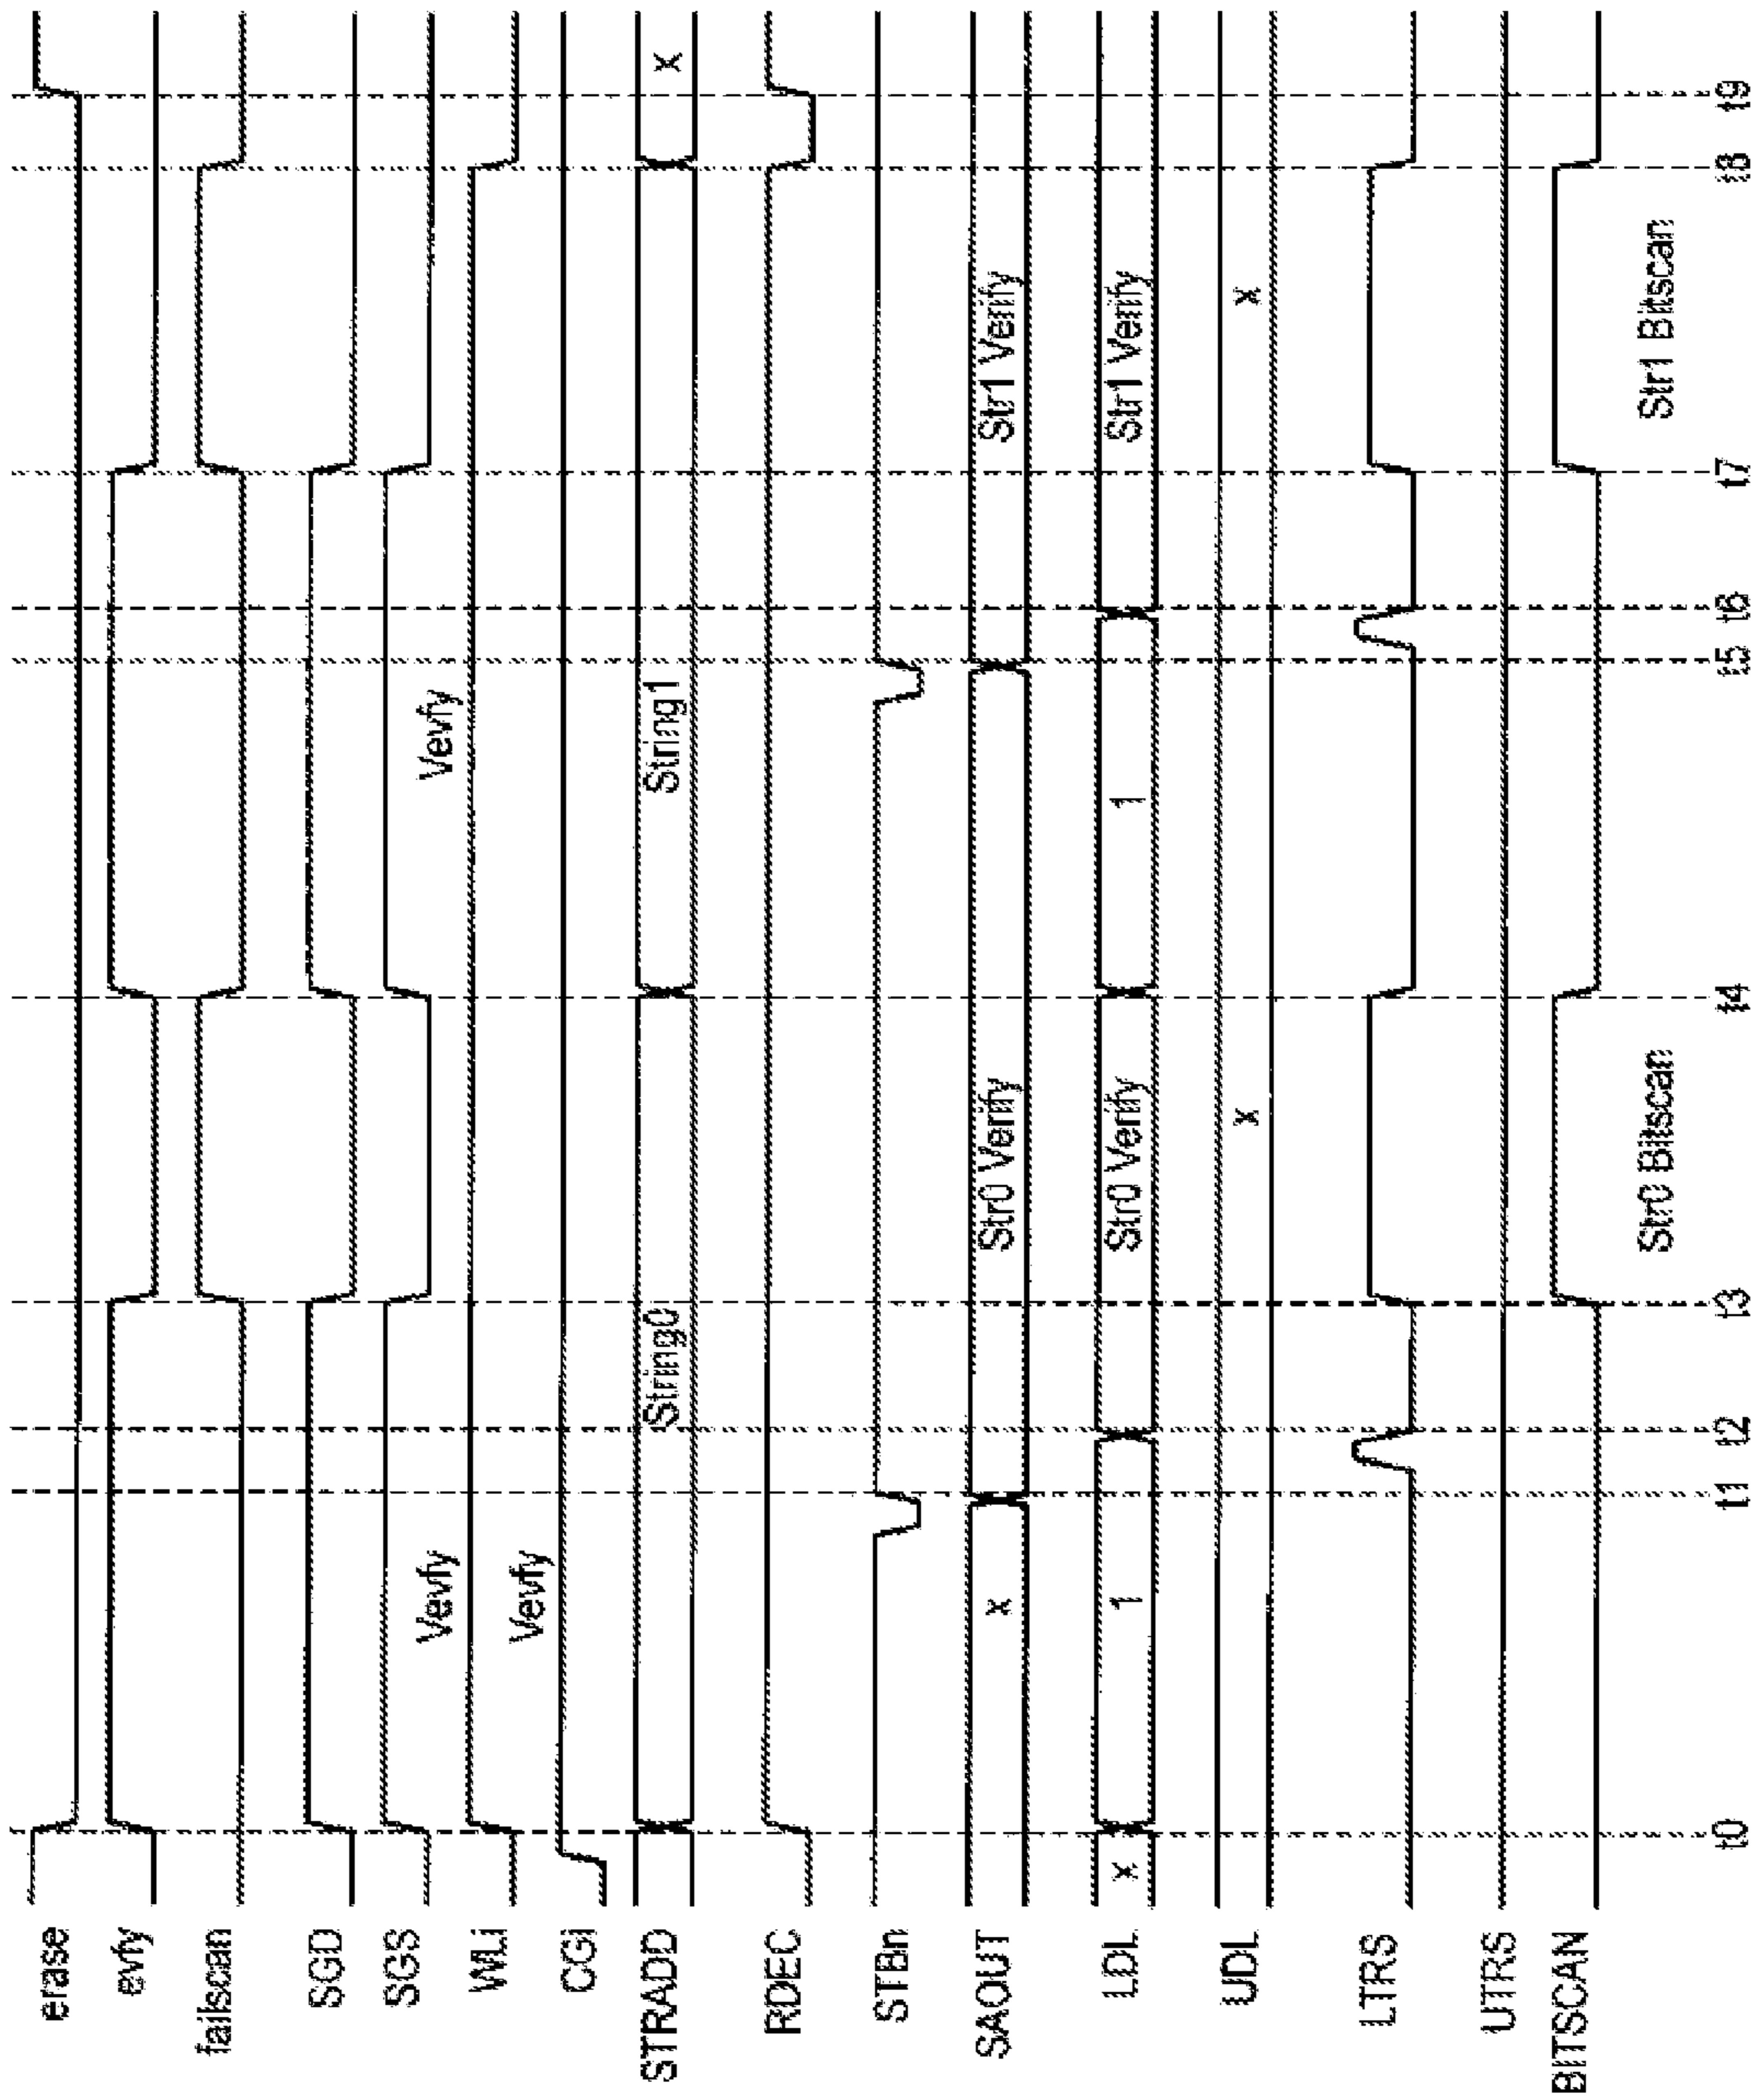 erase
evfy
failscan
SGD
SGS
WLi Vevfy Vevfy
CGi Vevfy
STRADD String0 String1 x
RDEC
STBn
SAOUT x Str0 Verify Str1 Verify
LDL x 1 Str0 Verify 1 Str1 Verify
UDL x x
LTRS
UTRS
BITSCAN
Str0 Bitscan Str1 Bitscan
t0 t1 t2 t3 t4 t5 t6 t7 t8 t9